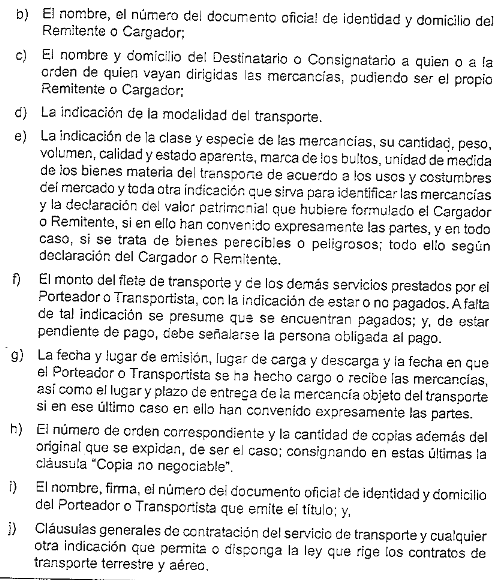 b) El nombre, el número del documento oficial de identidad y domicilio del
Remitente o Cargador;
c) El nombre y domicilio del Destinatario o Consignatario a quien o a la
orden de quien vayan dirigidas las mercancías, pudiendo ser el propio
Remitente o Cargador;
d) La indicación de la modalidad del transporte.
e) La indicación de la clase y especie de las mercancías, su cantidad, peso,
volumen, calidad y estado aparente, marca de los bultos, unidad de medida
de los bienes materia del transporte de acuerdo a los usos y costumbres
del mercado y toda otra indicación que sirva para identificar las mercancías
y la declaración del valor patrimonial que hubiere formulado el Cargador
o Remitente, si en ello han convenido expresamente las partes, y en todo
caso, si se trata de bienes perecibles o peligrosos; todo ello según
declaración del Cargador o Remitente.
f) El monto del flete de transporte y de los demás servicios prestados por el
Porteador o Transportista, con la indicación de estar o no pagados. A falta
de tal indicación se presume que se encuentran pagados; y, de estar
pendiente de pago, debe señalarse la persona obligada al pago.
g) La fecha y lugar de emisión, lugar de carga y descarga y la fecha en que
el Porteador o Transportista se ha hecho cargo o recibe las mercancías,
así como el lugar y plazo de entrega de la mercancía objeto del transporte
si en ese último caso en ello han convenido expresamente las partes.
h) El número de orden correspondiente y la cantidad de copias además del
original que se expidan, de ser el caso; consignando en estas últimas la
cláusula "Copia no negociable".
i) El nombre, firma, el número del documento oficial de identidad y domicilio
del Porteador o Transportista que emite el título; y,
j) Cláusulas generales de contratación del servicio de transporte y cualquier
otra indicación que permita o disponga la ley que rige los contratos de
transporte terrestre y aéreo.